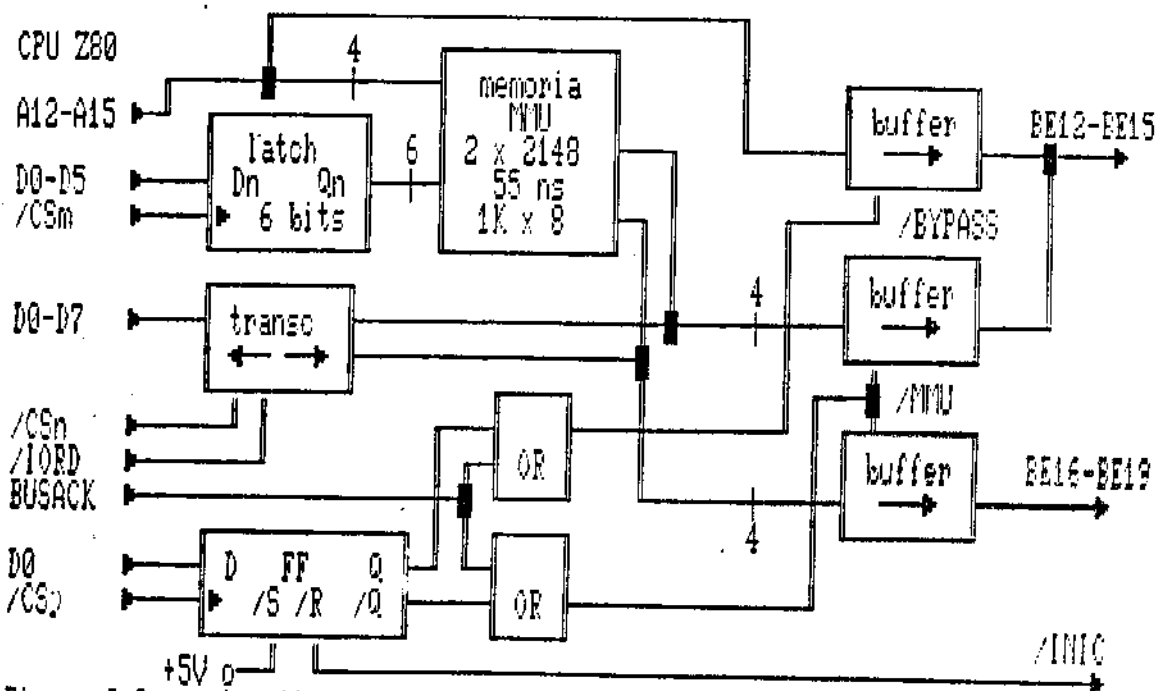 CPU Z80
A12-A15
D0-D5
/CSm
latch
Dn Qn
6 bits
4
6
memoria
MMU
2 x 2148
55 ns
1K x 8
buffer
BE12-BE15
/BYPASS
D0-D7
transc
4
buffer
/MMU
/CSn
/IORD
BUSACK
OR
buffer
BE16-BE19
4
D0
/CSp
D FF Q
/S /R /Q
OR
+5V
/INIC